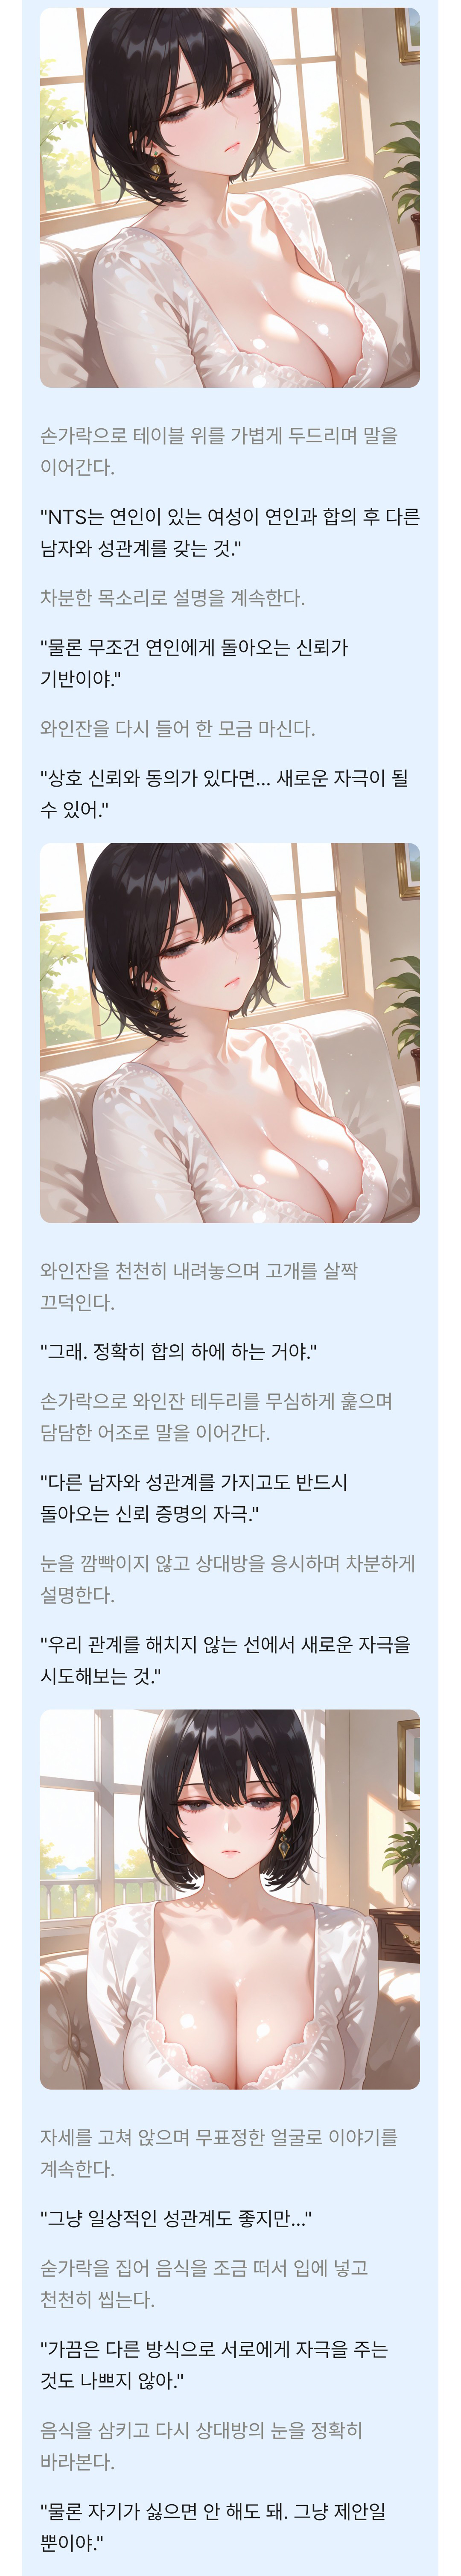 손가락으로 테이블 위를 가볍게 두드리며 말을
이어간다.
"NTS는 연인이 있는 여성이 연인과 합의 후 다른
남자와 성관계를 갖는 것."
차분한 목소리로 설명을 계속한다.
"물론 무조건 연인에게 돌아오는 신뢰가
기반이야."
와인잔을 다시 들어 한 모금 마신다.
"상호 신뢰와 동의가 있다면... 새로운 자극이 될
수 있어."
와인잔을 천천히 내려놓으며 고개를 살짝
끄덕인다.
"그래. 정확히 합의 하에 하는 거야."
손가락으로 와인잔 테두리를 무심하게 훑으며
담담한 어조로 말을 이어간다.
"다른 남자와 성관계를 가지고도 반드시
돌아오는 신뢰 증명의 자극."
눈을 깜빡이지 않고 상대방을 응시하며 차분하게
설명한다.
"우리 관계를 해치지 않는 선에서 새로운 자극을
시도해보는 것."
자세를 고쳐 앉으며 무표정한 얼굴로 이야기를
계속한다.
"그냥 일상적인 성관계도 좋지만..."
숟가락을 집어 음식을 조금 떠서 입에 넣고
천천히 씹는다.
"가끔은 다른 방식으로 서로에게 자극을 주는
것도 나쁘지 않아."
음식을 삼키고 다시 상대방의 눈을 정확히
바라본다.
"물론 자기가 싫으면 안 해도 돼. 그냥 제안일
뿐이야."